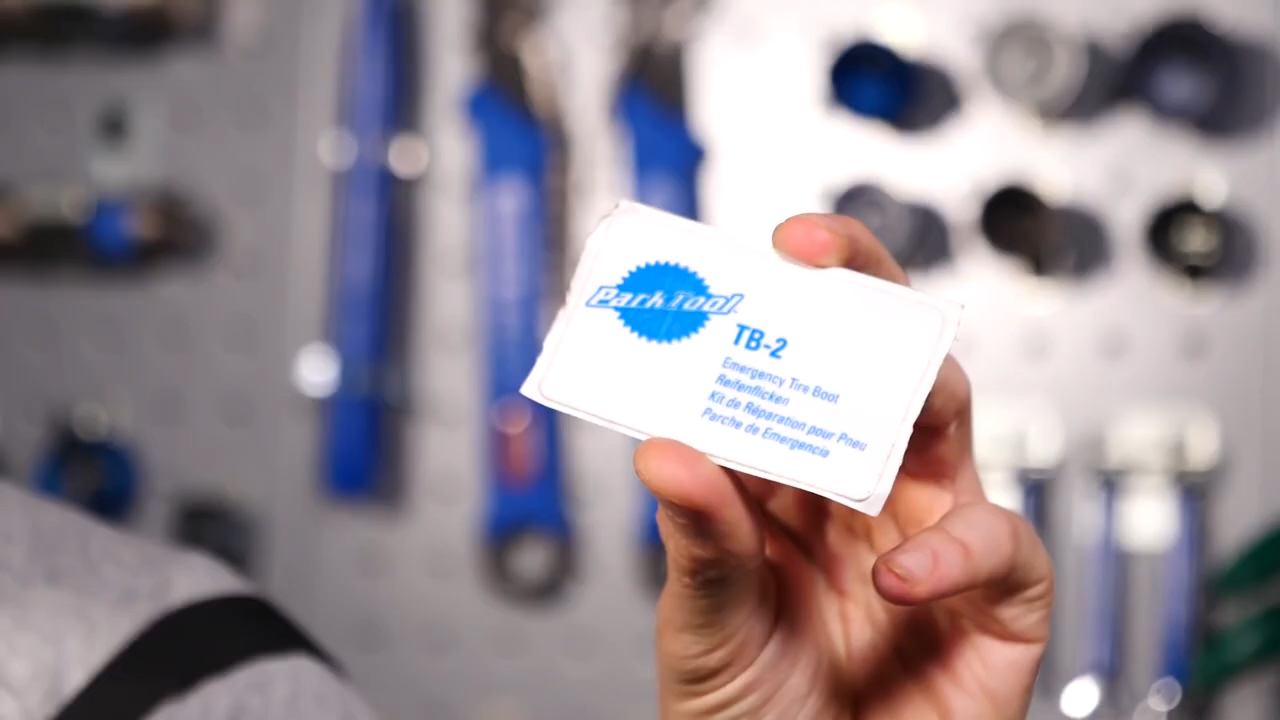 ParkTool
TB-2
Emergency Tire Boot
Reifenflicken
Kit de Réparation pour Pneu
Parche de Emergencia